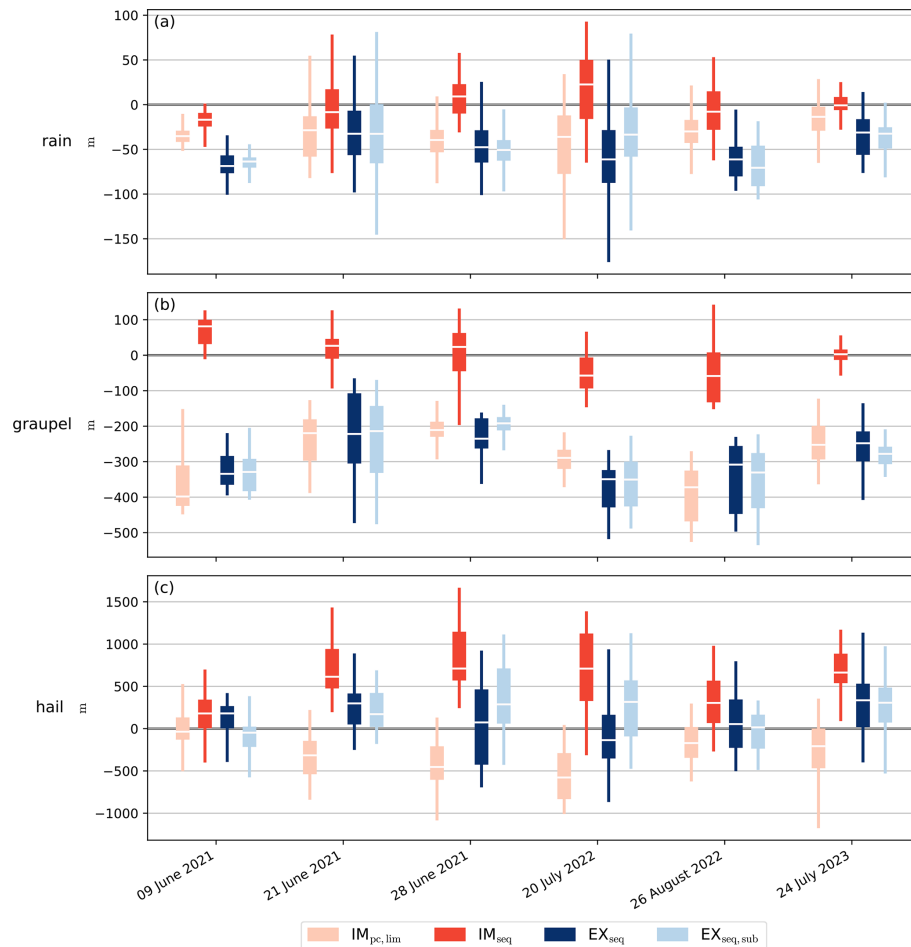 (a)
100
50
0
−50
−100
−150
rain m
(b)
100
0
−100
−200
−300
−400
−500
graupel m
(c)
1500
1000
500
0
−500
−1000
hail m
09 June 2021
21 June 2021
28 June 2021
20 July 2022
26 August 2022
24 July 2023
IMpc, lim IMseq EXseq EXseq, sub